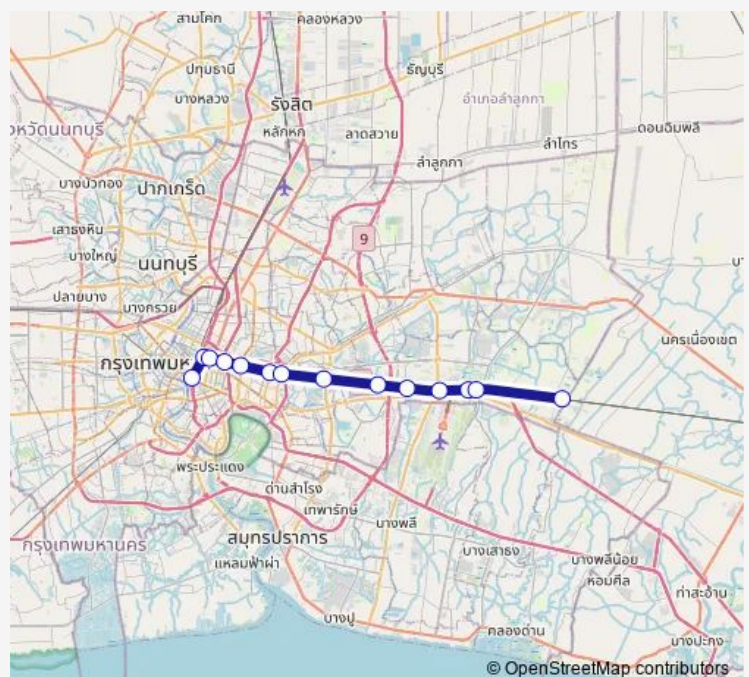 สามโคก
คลองหลวง
ปทุมธานี
ธัญบุรี
บางหลวง
รังสิต
อำเภอลำลูกกา
หลักหก
ลาดสวาย
ดอนฉิมพลี
งหวัดนนทบุรี
ลำไทร
ลำลูกกา
บางบัวทอง
ปากเกร็ด
เสาธงหิน
9
บางใหญ่
นนทบุรี
บา
ปลายบาง
บางกรวย
นครเนื่องเขต
กรุงเทพมห
พระประแดง
ด่านสำโรง
เทพารักษ์
บางพลี
สมุทรปราการ
กรุงเทพมหานคร
บางเสาธง
แหลมฟ้าผ่า
บางพลีน้อย
หอมศีล
ท่าสะอ้าน
บางปู
คลองด่าน
บางปะกง
© OpenStreetMap contributors